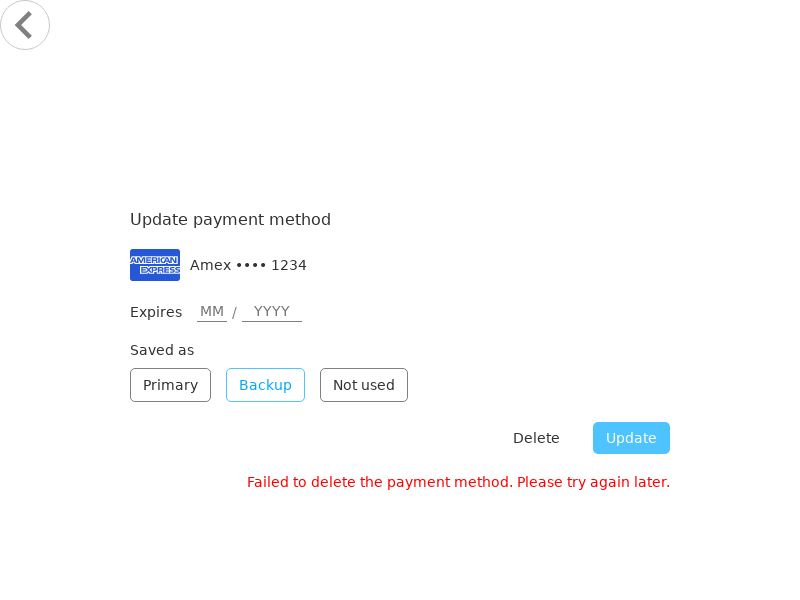 Update payment method
AMERICAN
EXPRESS
Amex •••• 1234
Expires MM / YYYY
Saved as
Primary Backup Not used
Delete Update
Failed to delete the payment method. Please try again later.